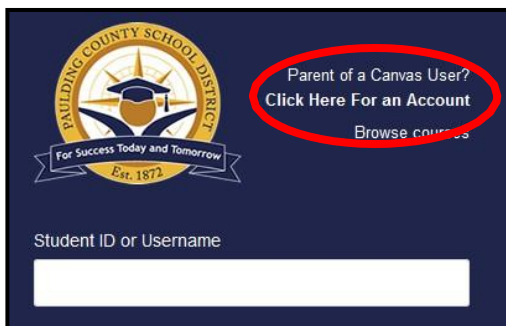 PAULDING COUNTY SCHOOL DISTRICT
For Success Today and Tomorrow
Est. 1872
Parent of a Canvas User?
Click Here For an Account
Browse courses
Student ID or Username